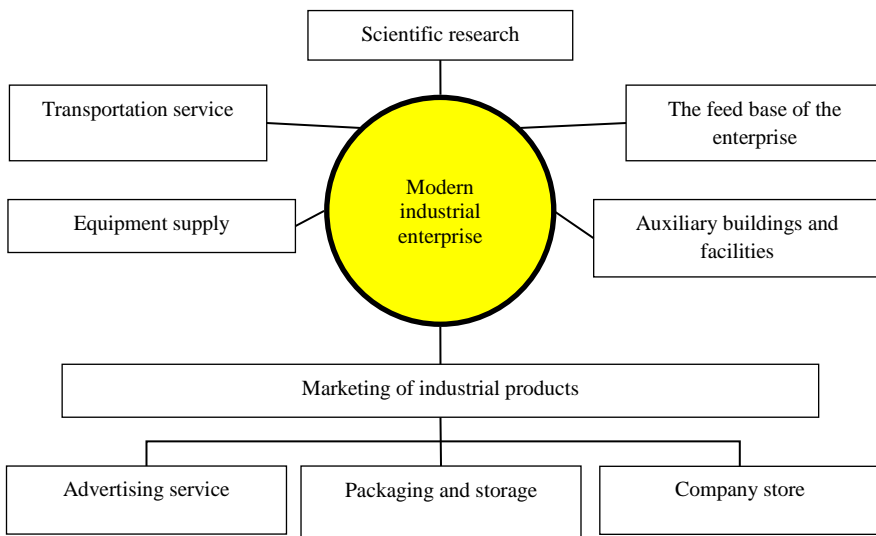 Scientific research
Transportation service
The feed base of the
enterprise
Modern
industrial
enterprise
Equipment supply
Auxiliary buildings and
facilities
Marketing of industrial products
Advertising service
Packaging and storage
Company store